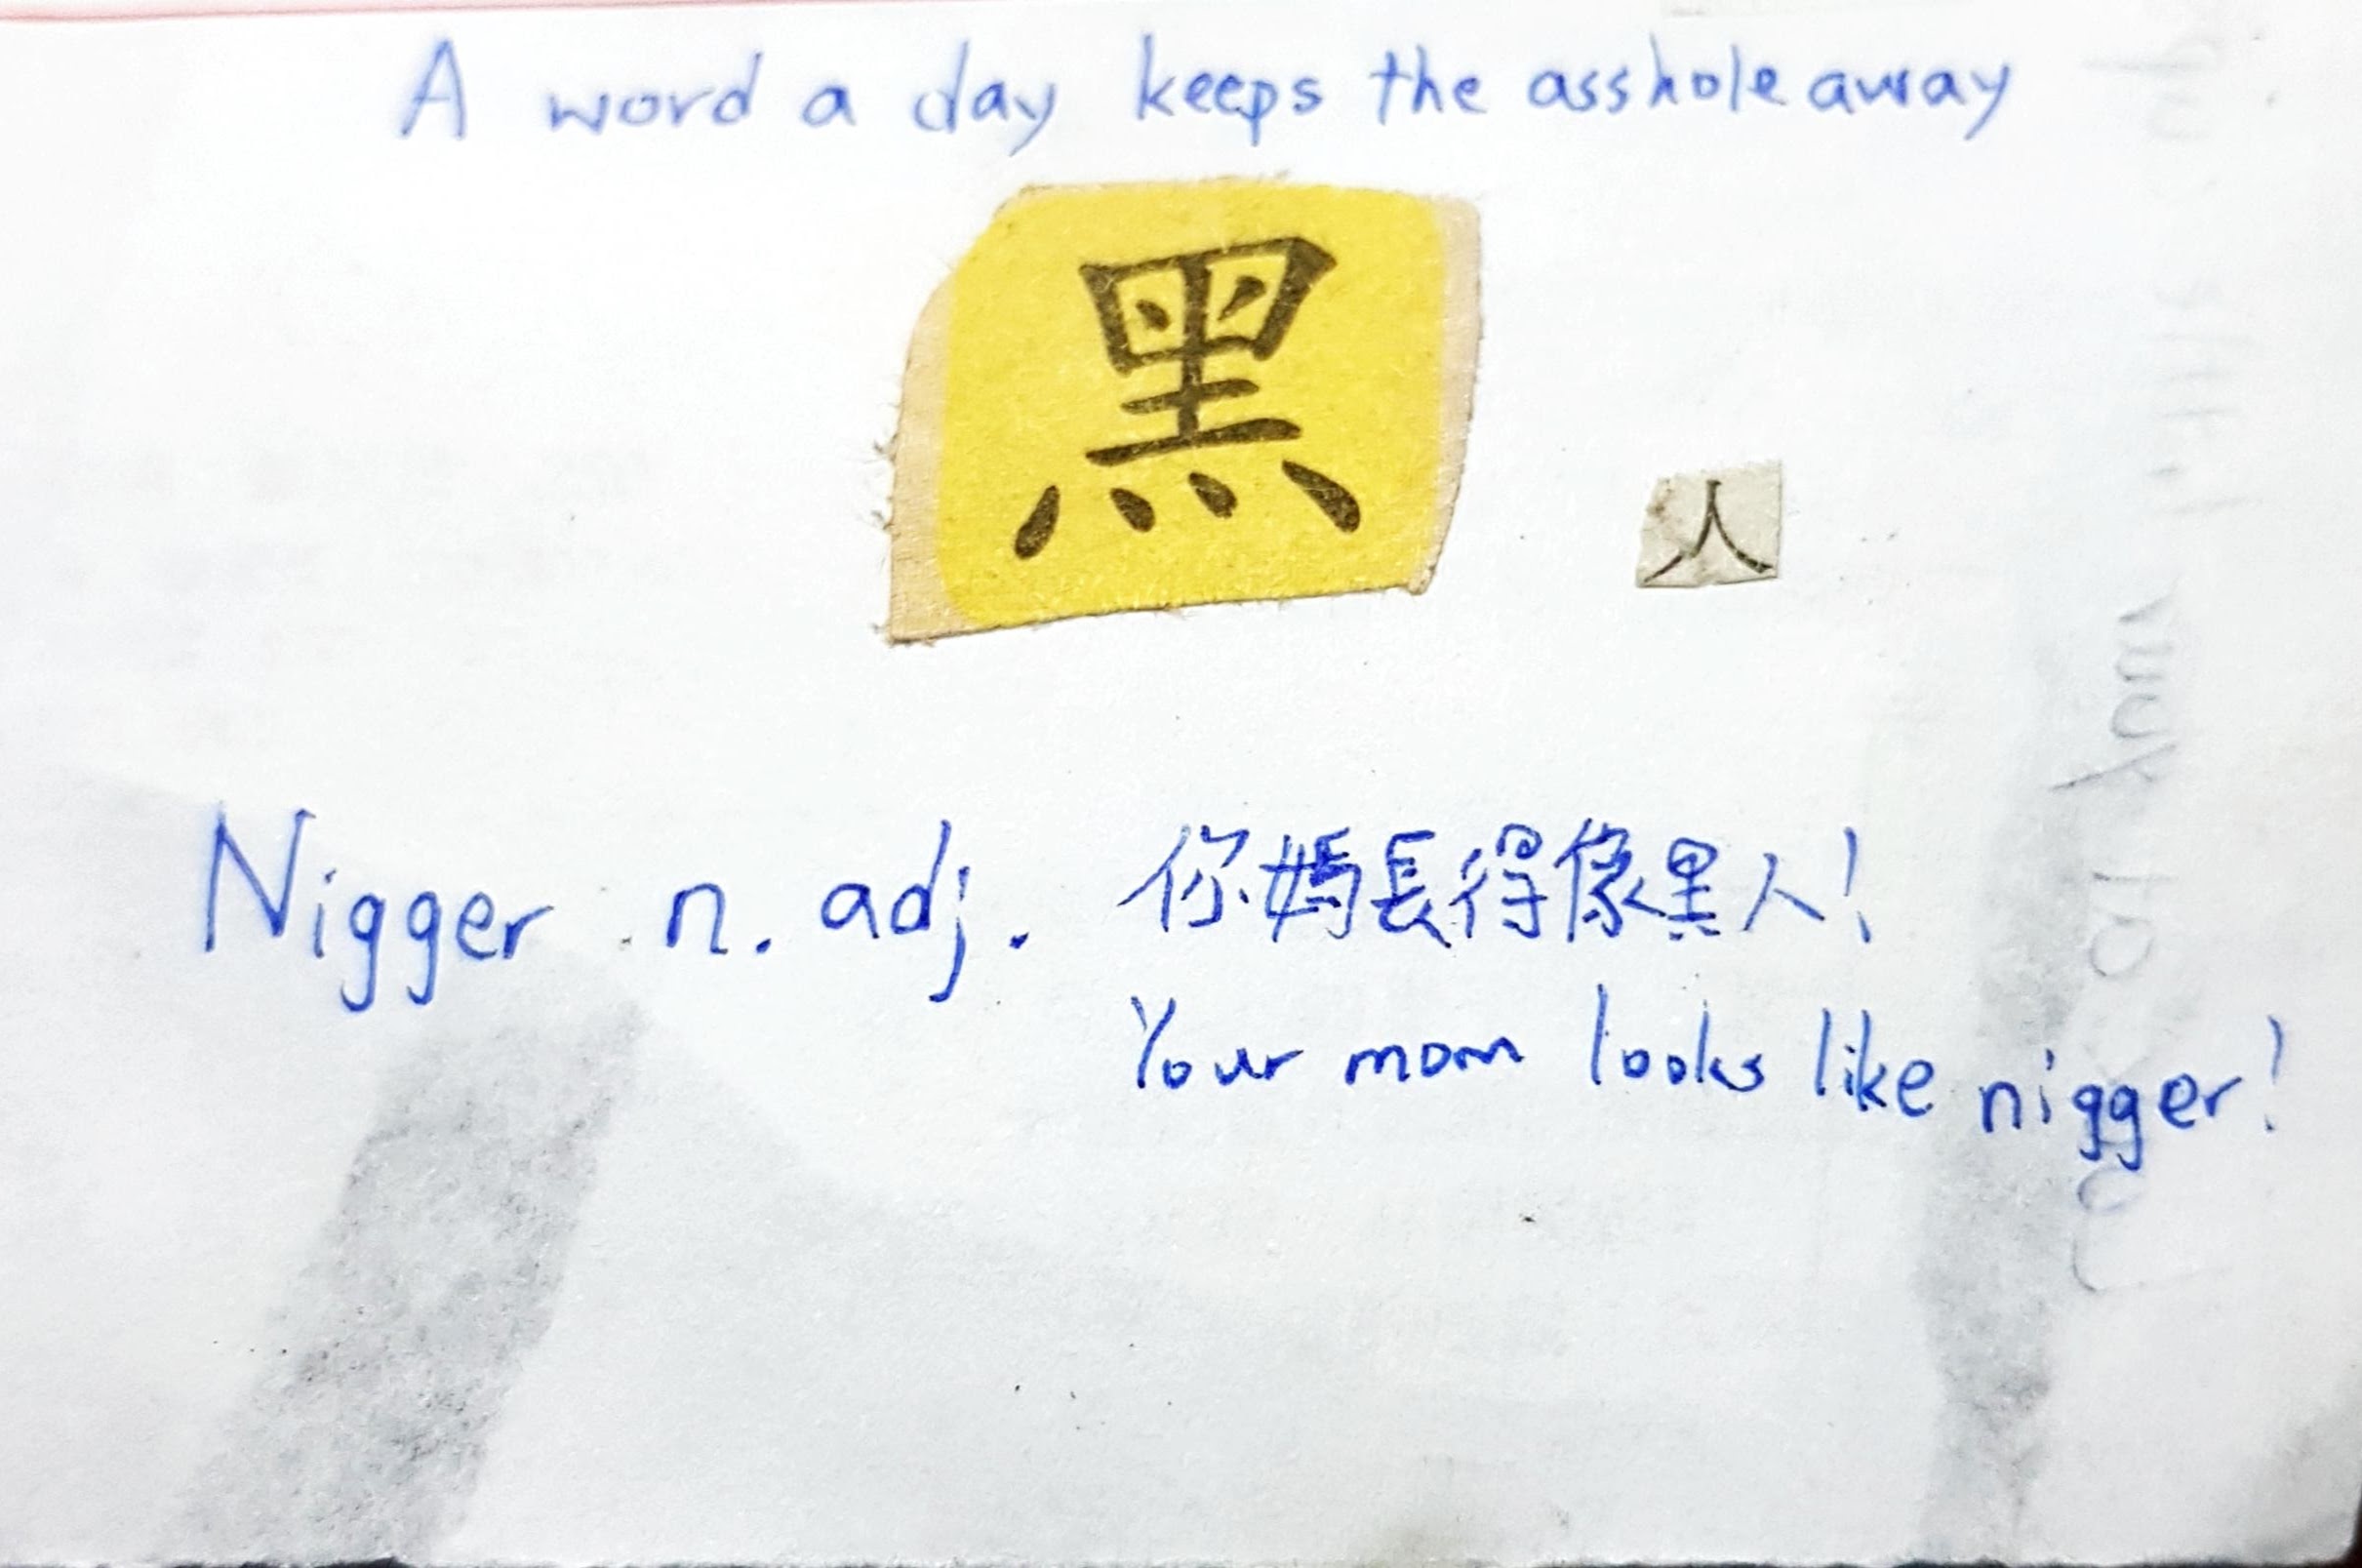 A word a day keeps the asshole away
黑 人
Nigger n. adj. 你媽長得像黑人!
Your mom looks like nigger!